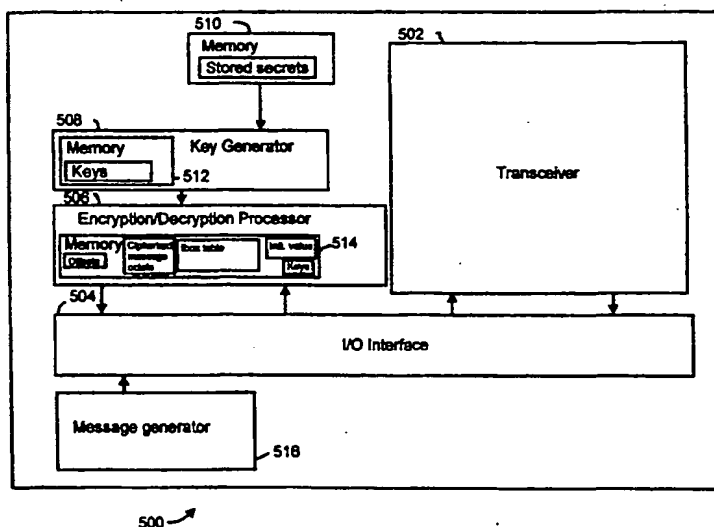 510
Memory
Stored secrets
502
508
Memory
Key Generator
Keys
512
Transceiver
506
Encryption/Decryption Processor
Memory
Offsets
Ciphertext
message
octets
tbox table
Init. value
514
Keys
504
I/O Interface
Message generator
516
500